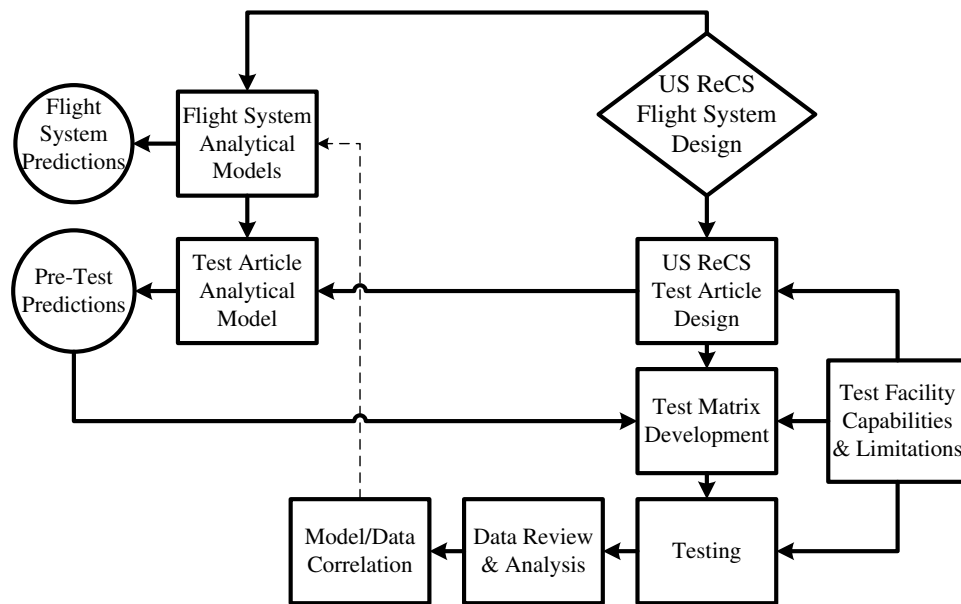 US ReCS
Flight System
Design
Flight
System
Predictions
Flight System
Analytical
Models
Pre-Test
Predictions
Test Article
Analytical
Model
US ReCS
Test Article
Design
Test Matrix
Development
Test Facility
Capabilities
& Limitations
Model/Data
Correlation
Data Review
& Analysis
Testing